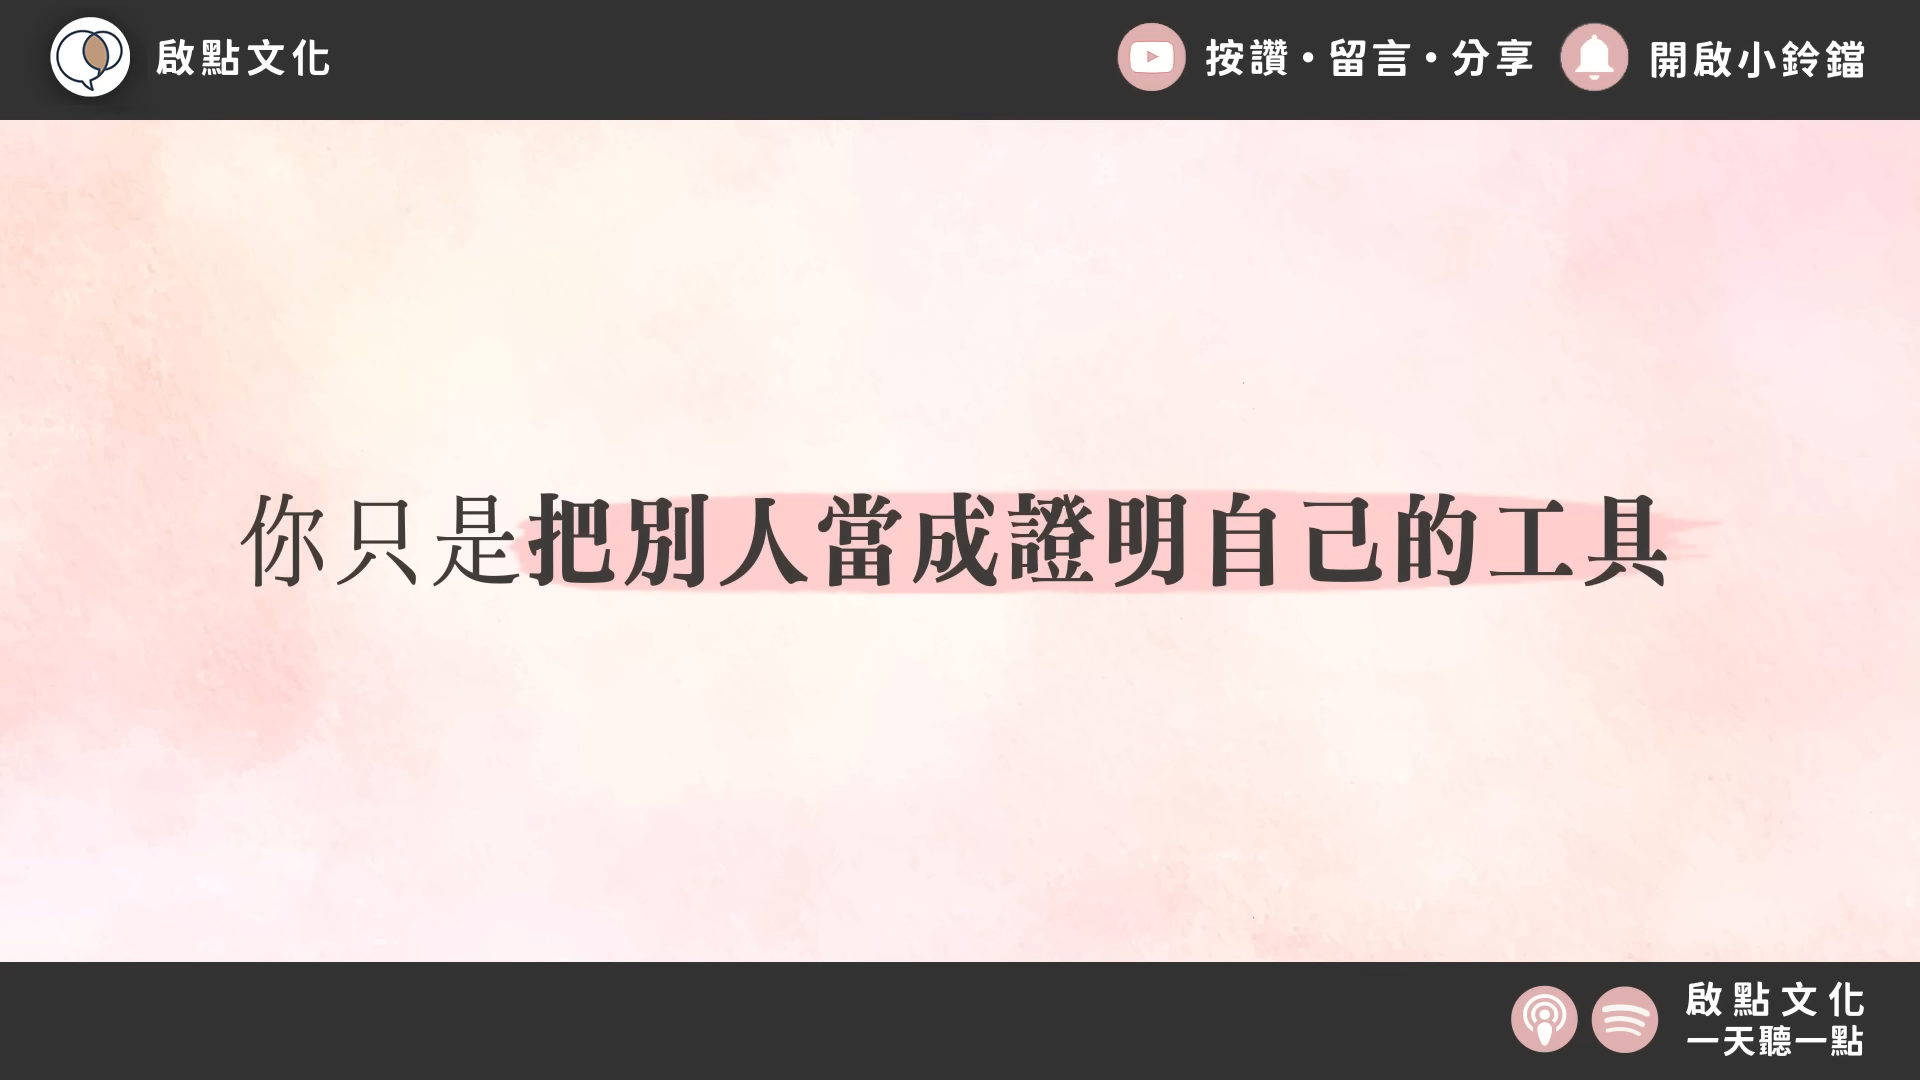 啟點文化
按讚•留言•分享
開啟小鈴鐺
你只是把別人當成證明自己的工具
啟點文化
一天聽一點